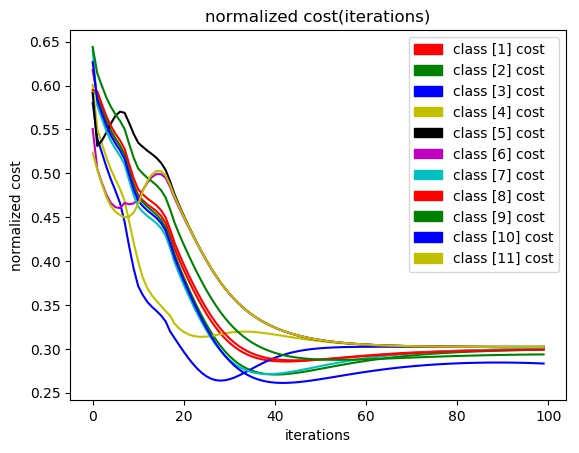 normalized cost(iterations)
normalized cost
0.65
0.60
0.55
0.50
0.45
0.40
0.35
0.30
0.25
class [1] cost
class [2] cost
class [3] cost
class [4] cost
class [5] cost
class [6] cost
class [7] cost
class [8] cost
class [9] cost
class [10] cost
class [11] cost
0 20 40 60 80 100
iterations